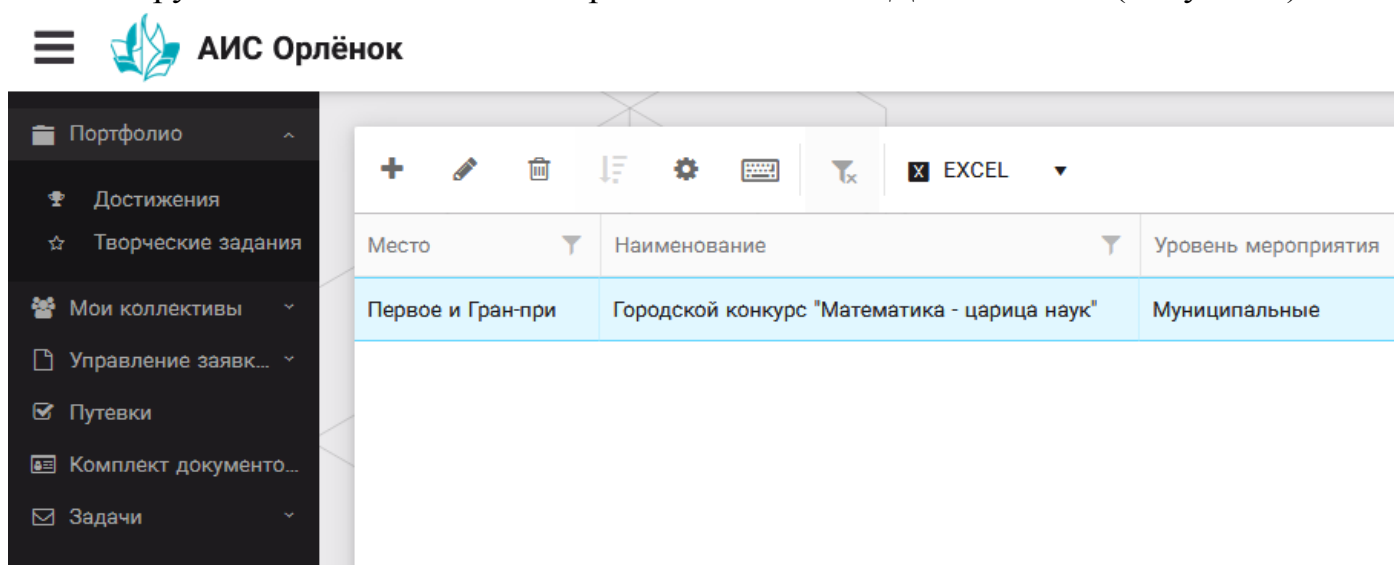 АИС Орлёнок
Портфолио
Достижения
Творческие задания
Мои коллективы
Управление заявк...
Путевки
Комплект документо...
Задачи
EXCEL
Место Наименование Уровень мероприятия
Первое и Гран-при Городской конкурс "Математика - царица наук" Муниципальные